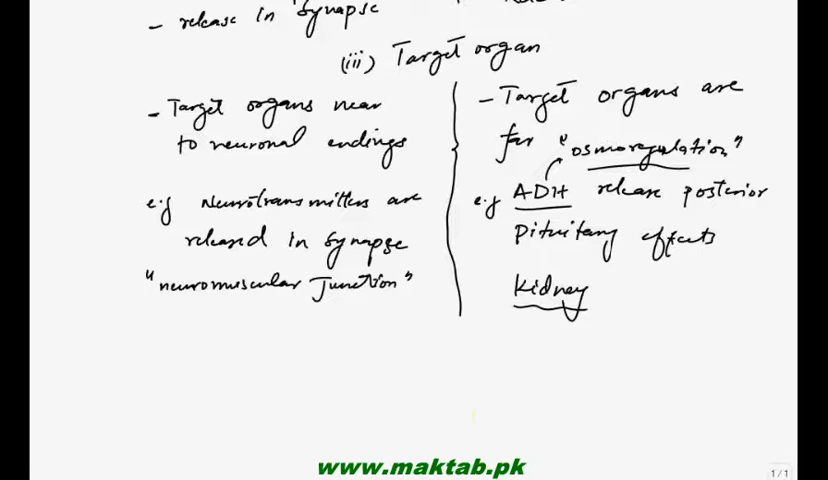 - release in synapse
(iii) Target organ
- Target organs near
to neuronal endings
e.g Neurotransmitters are
released in synapse
"neuromuscular Junction"
- Target organs are
far "osmoregulation"
e.g ADH release posterior
pituitary effects
Kidney
www.maktab.pk
1/1